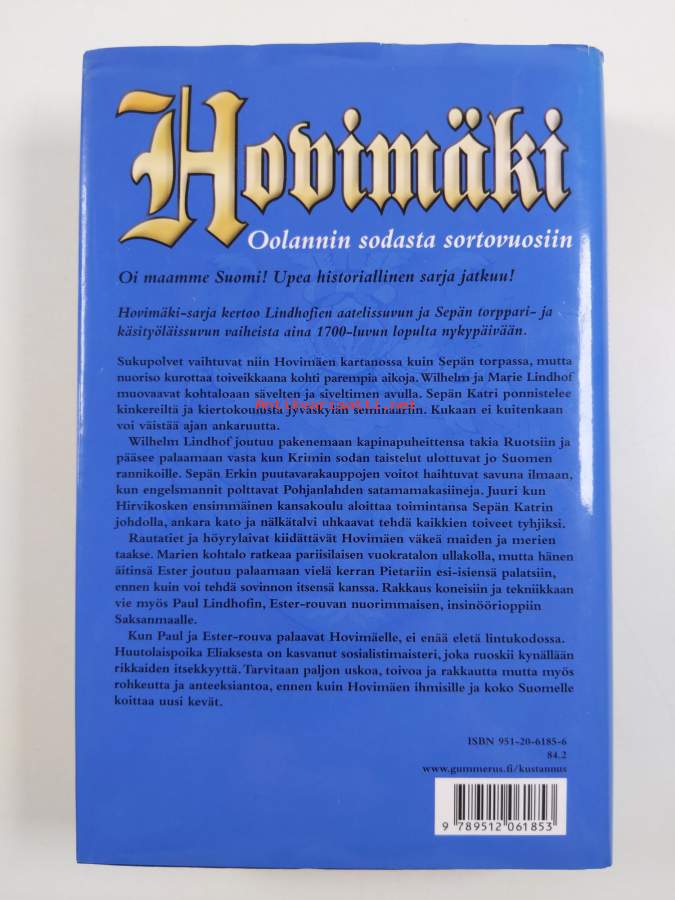 Hovimäki
Oolannin sodasta sortovuosiin
Oi maamme Suomi! Upea historiallinen sarja jatkuu!
Hovimäki-sarja kertoo Lindhofien aatelissuvun ja Sepän torppari- ja
käsityöläissuvun vaiheista aina 1700-luvun lopulta nykypäivään.
Sukupolvet vaihtuvat niin Hovimäen kartanossa kuin Sepän torpassa, mutta
nuoriso kurottaa toiveikkaana kohti parempia aikoja. Wilhelm ja Marie Lindhof
muovaavat kohtaloaan sävelten ja siveltimen avulla. Sepän Katri ponnistelee
kinkereiltä ja kiertokoulusta Jyväskylän seminaariin. Kukaan ei kuitenkaan
voi väistää ajan ankaruutta.
Wilhelm Lindhof joutuu pakenemaan kapinapuheittensa takia Ruotsiin ja
pääsee palaamaan vasta kun Krimin sodan taistelut ulottuvat jo Suomen
rannikoille. Sepän Erkin puutavarakauppojen voitot haihtuvat savuna ilmaan,
kun engelsmannit polttavat Pohjanlahden satamamakasiineja. Juuri kun
Hirvikosken ensimmäinen kansakoulu aloittaa toimintansa Sepän Katrin
johdolla, ankara kato ja nälkätalvi uhkaavat tehdä kaikkien toiveet tyhjiksi.
Rautatiet ja höyrylaivat kiidättävät Hovimäen väkeä maiden ja merien
taakse. Marien kohtalo ratkeaa pariisilaisen vuokratalon ullakolla, mutta hänen
äitinsä Ester joutuu palaamaan vielä kerran Pietariin esi-isiensä palatsiin,
ennen kuin voi tehdä sovinnon itsensä kanssa. Rakkaus koneisiin ja tekniikkaan
vie myös Paul Lindhofin, Ester-rouvan nuorimmaisen, insinöörioppiin
Saksanmaalle.
Kun Paul ja Ester-rouva palaavat Hovimäelle, ei enää eletä lintukodossa.
Huutolaispoika Eliaksesta on kasvanut sosialistimaisteri, joka ruoskii kynällään
rikkaiden itsekkyyttä. Tarvitaan paljon uskoa, toivoa ja rakkautta mutta myös
rohkeutta ja anteeksiantoa, ennen kuin Hovimäen ihmisille ja koko Suomelle
koittaa uusi kevät.
ISBN 951-20-6185-6
84.2
www.gummerus.fi/kustannus
9 789512 061853